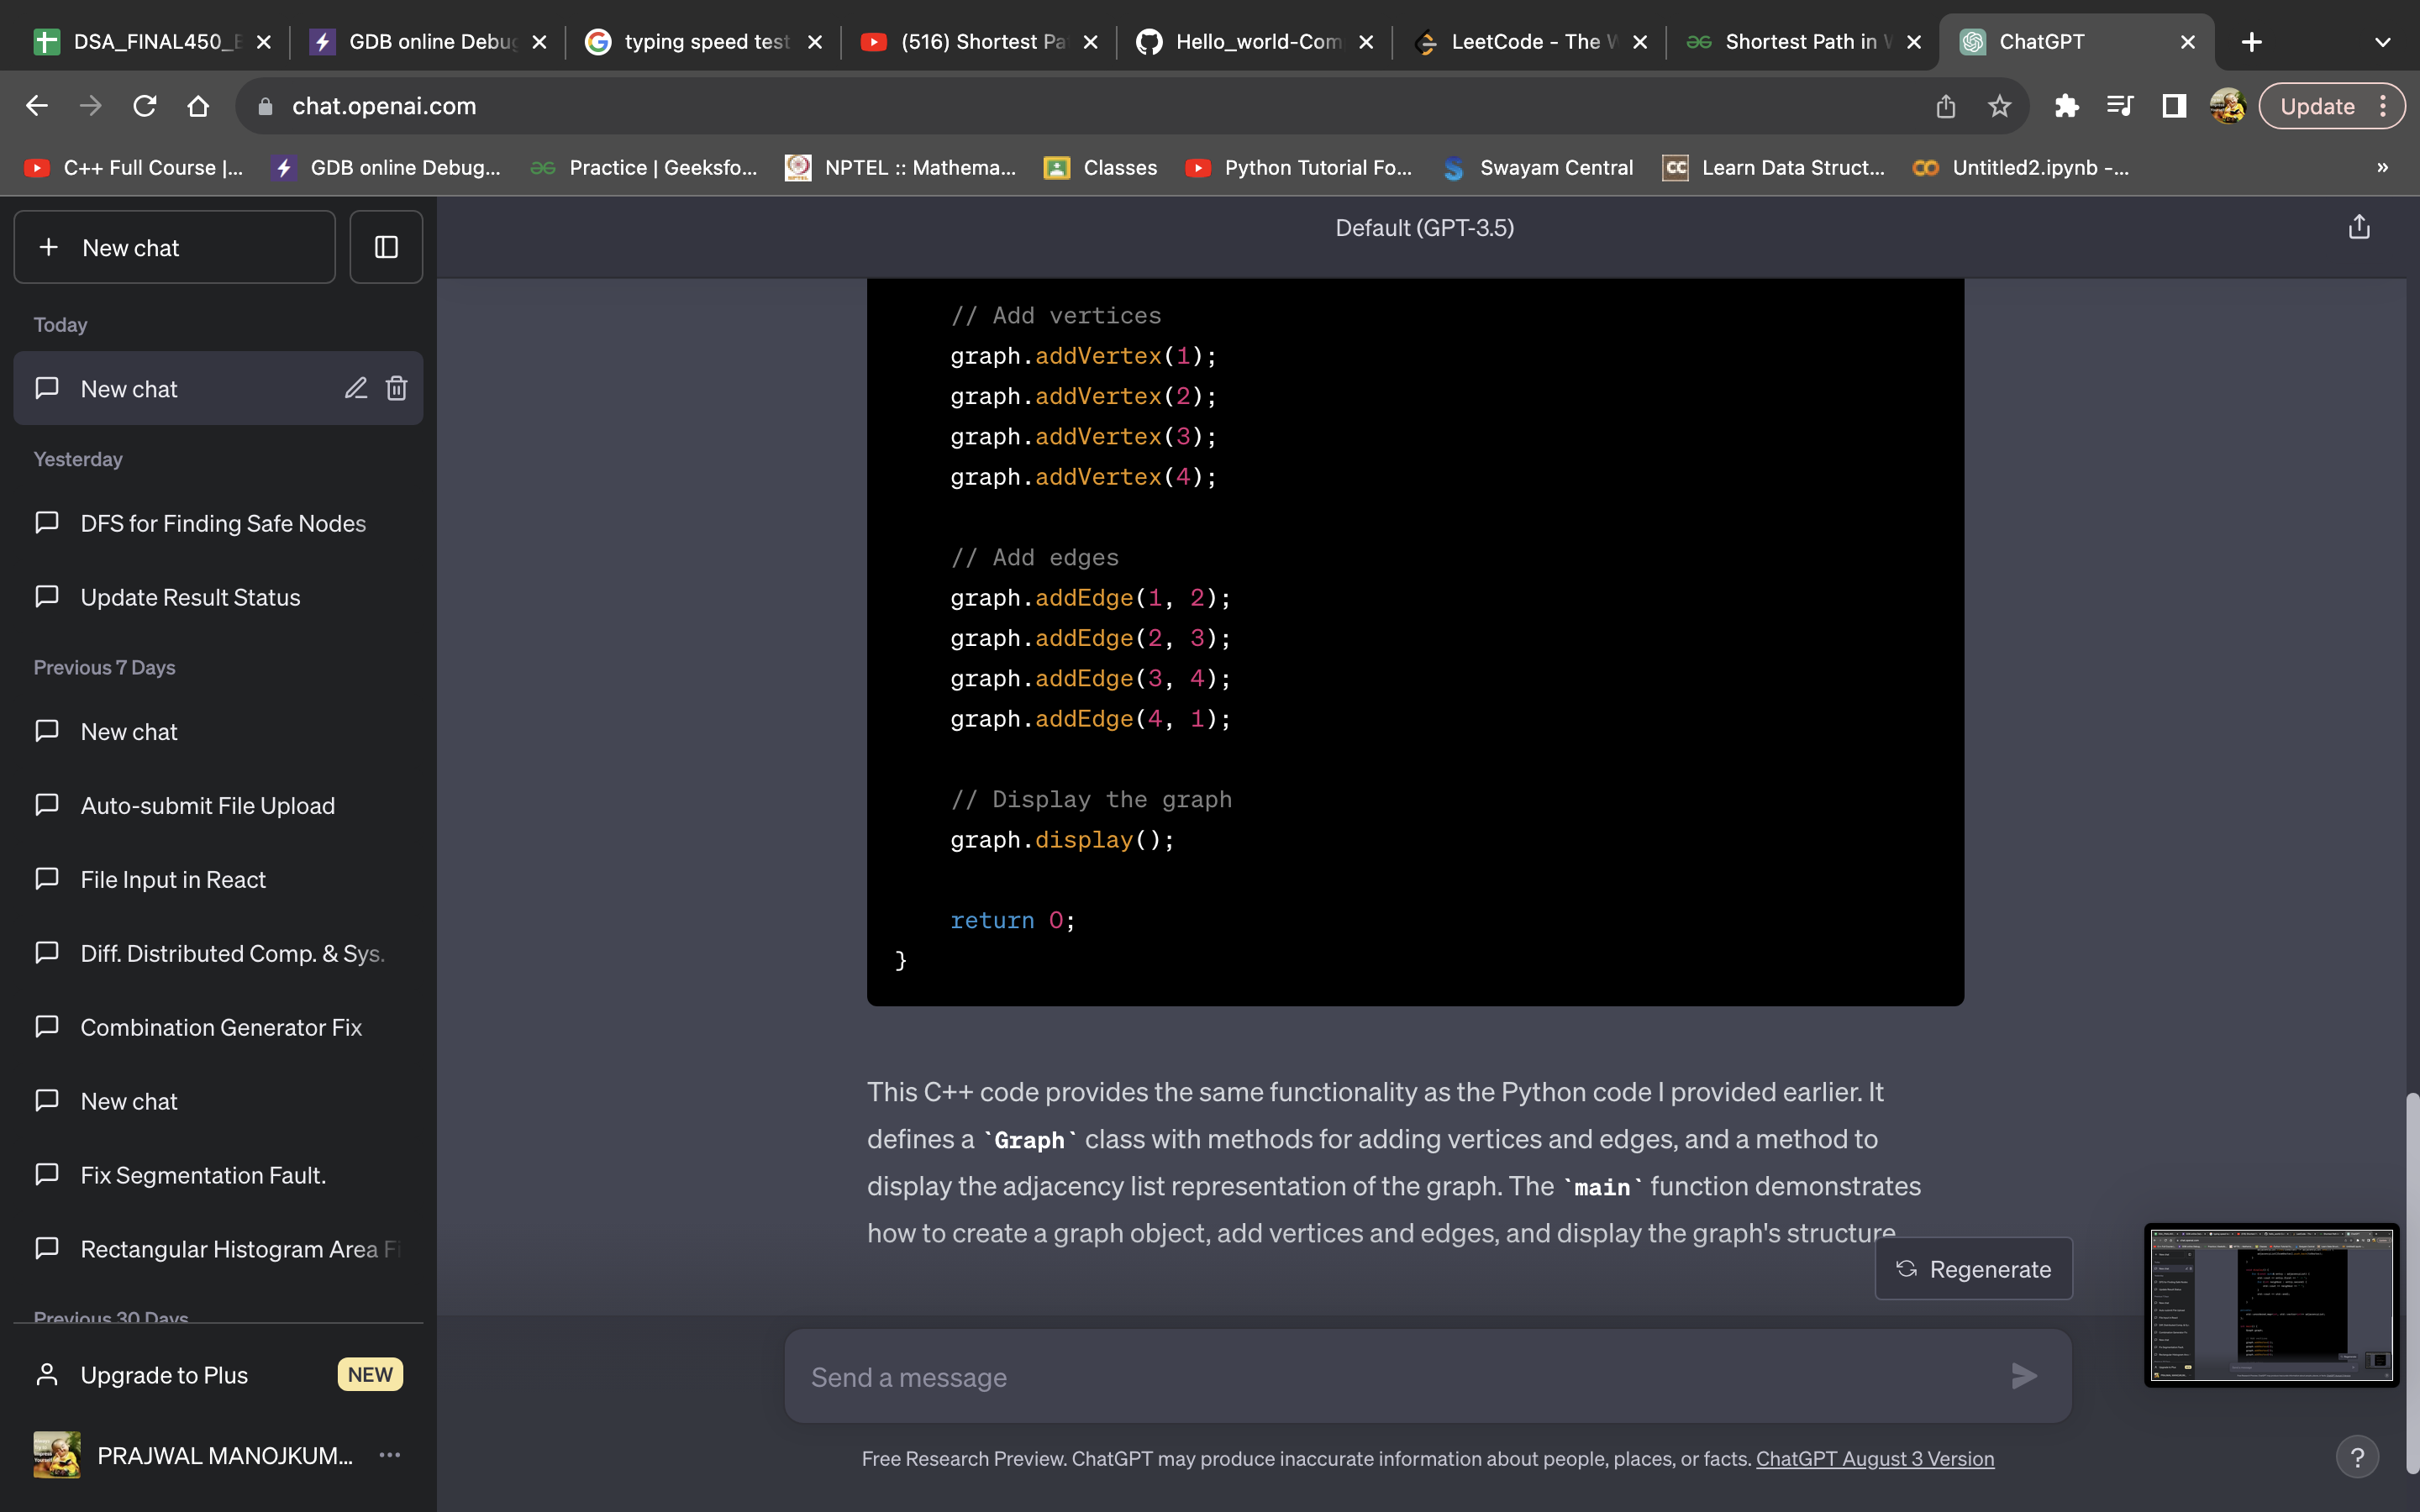 DSA_FINAL450_
GDB online Debug
typing speed test
(516) Shortest Pa
Hello_world-Com
LeetCode - The W
Shortest Path in W
ChatGPT
chat.openai.com
Update
C++ Full Course |...
GDB online Debug...
Practice | Geeksfo...
NPTEL :: Mathema...
Classes
Python Tutorial Fo...
Swayam Central
CC
Learn Data Struct...
CO
Untitled2.ipynb -...
»
+ New chat
Default (GPT-3.5)
Today
New chat
Yesterday
DFS for Finding Safe Nodes
Update Result Status
Previous 7 Days
New chat
Auto-submit File Upload
File Input in React
Diff. Distributed Comp. & Sys.
Combination Generator Fix
New chat
Fix Segmentation Fault.
Rectangular Histogram Area F
Previous 30 Days
Upgrade to Plus
NEW
PRAJWAL MANOJKUM...
// Add vertices
graph.addVertex(1);
graph.addVertex(2);
graph.addVertex(3);
graph.addVertex(4);
// Add edges
graph.addEdge(1, 2);
graph.addEdge(2, 3);
graph.addEdge(3, 4);
graph.addEdge(4, 1);
// Display the graph
graph.display();
return 0;
}
This C++ code provides the same functionality as the Python code I provided earlier. It
defines a `Graph` class with methods for adding vertices and edges, and a method to
display the adjacency list representation of the graph. The `main` function demonstrates
how to create a graph object, add vertices and edges, and display the graph's structure
Regenerate
Send a message
Free Research Preview. ChatGPT may produce inaccurate information about people, places, or facts. ChatGPT August 3 Version
?